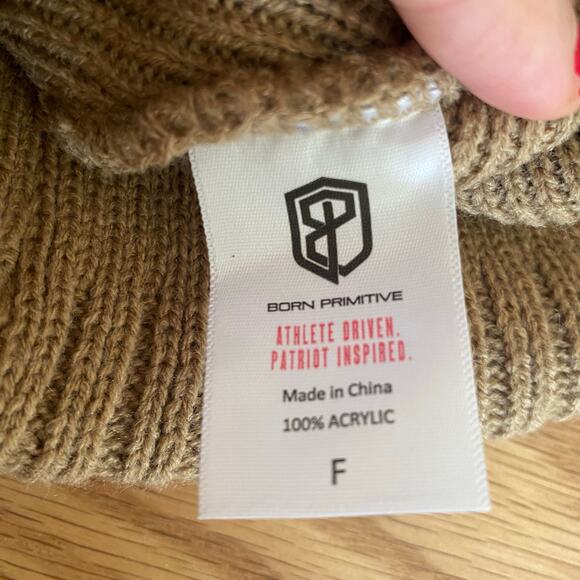 BORN PRIMITIVE
ATHLETE DRIVEN.
PATRIOT INSPIRED.
Made in China
100% ACRYLIC
F